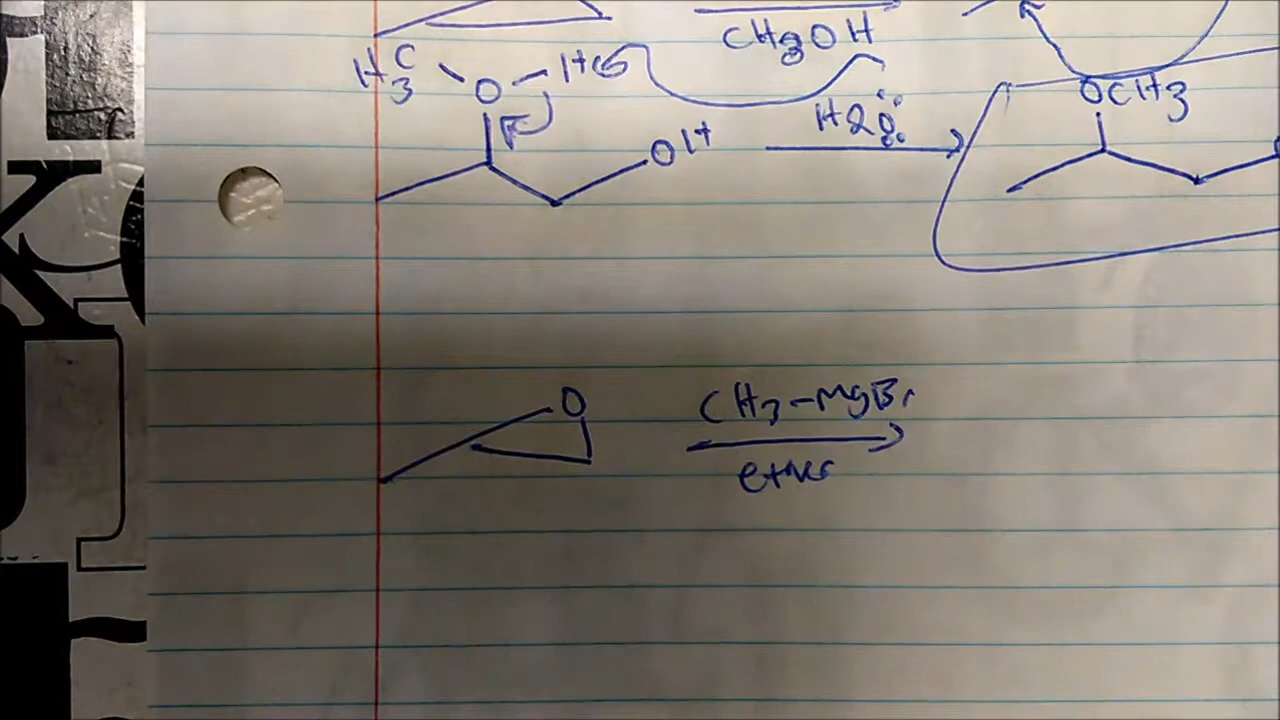 CH3OH
H3C O H
H2O:
OCH3
OH
O
CH3-MgBr
ether